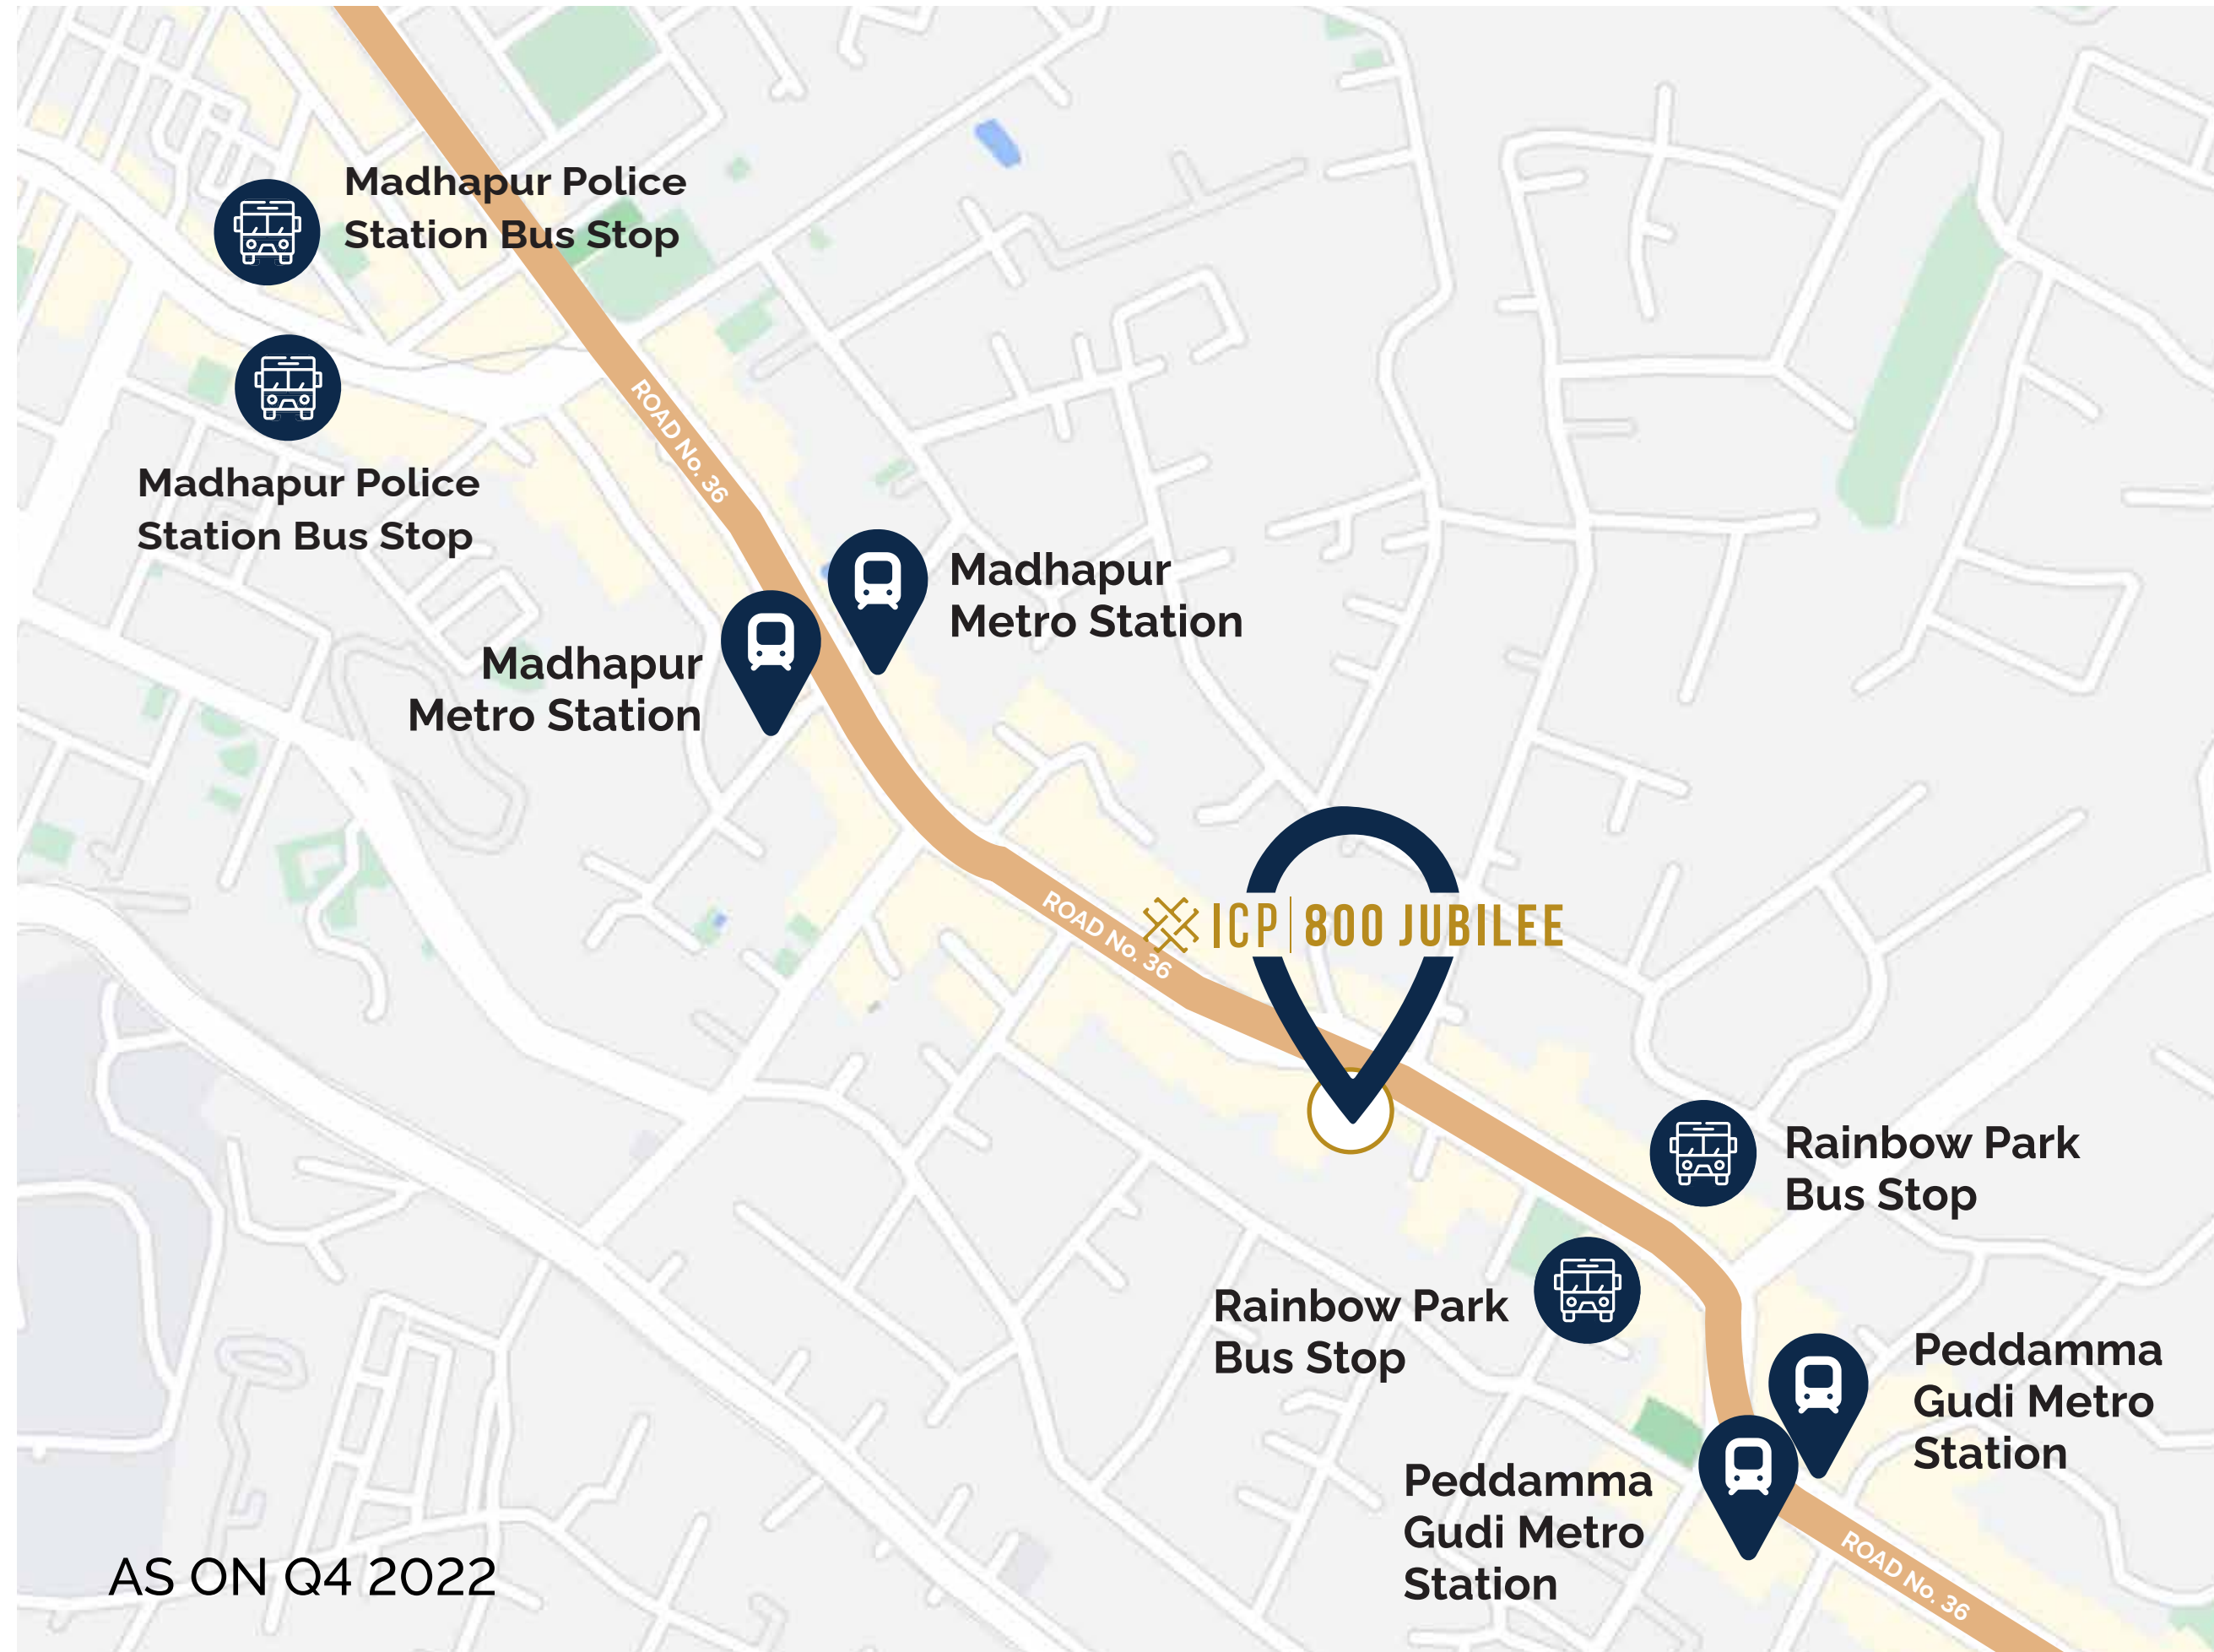 Madhapur Police
Station Bus Stop
ROAD No. 36
Madhapur Police
Station Bus Stop
Madhapur
Metro Station
Madhapur
Metro Station
ROAD No. 36
ICP | 800 JUBILEE
Rainbow Park
Bus Stop
Rainbow Park
Bus Stop
Peddamma
Gudi Metro
Station
Peddamma
Gudi Metro
Station
ROAD No. 36
AS ON Q4 2022